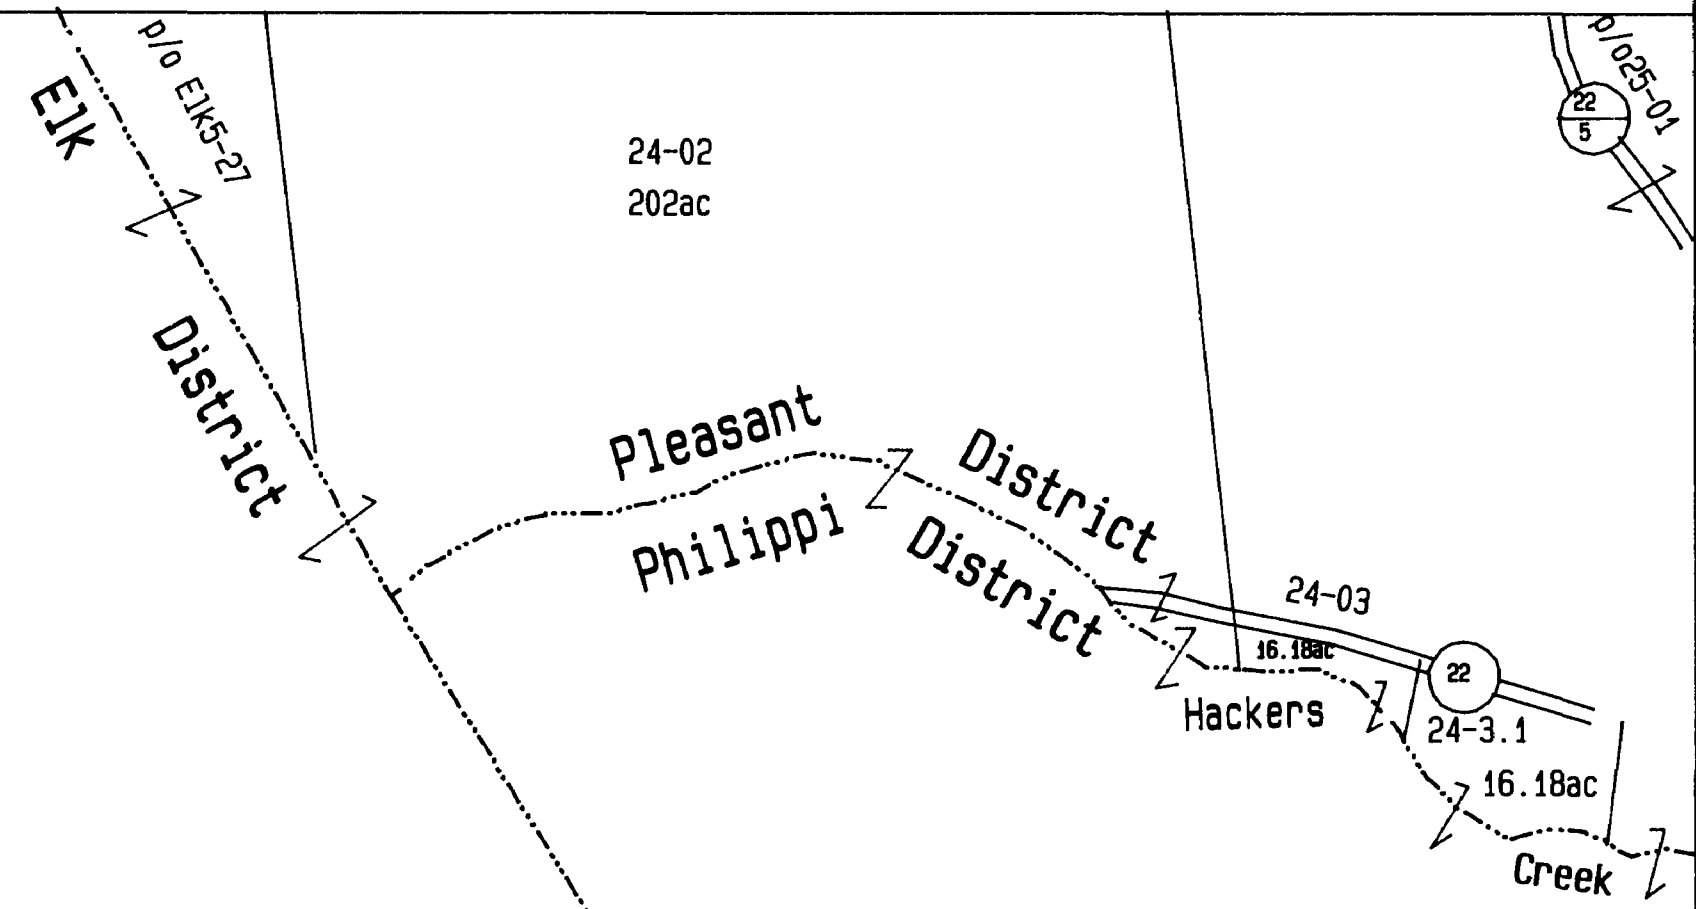 p/o Elk5-27
Elk
District
24-02
202ac
p/o25-01
22
5
Pleasant
District
Philippi
District
24-03
16.18ac
22
Hackers
24-3.1
16.18ac
Creek